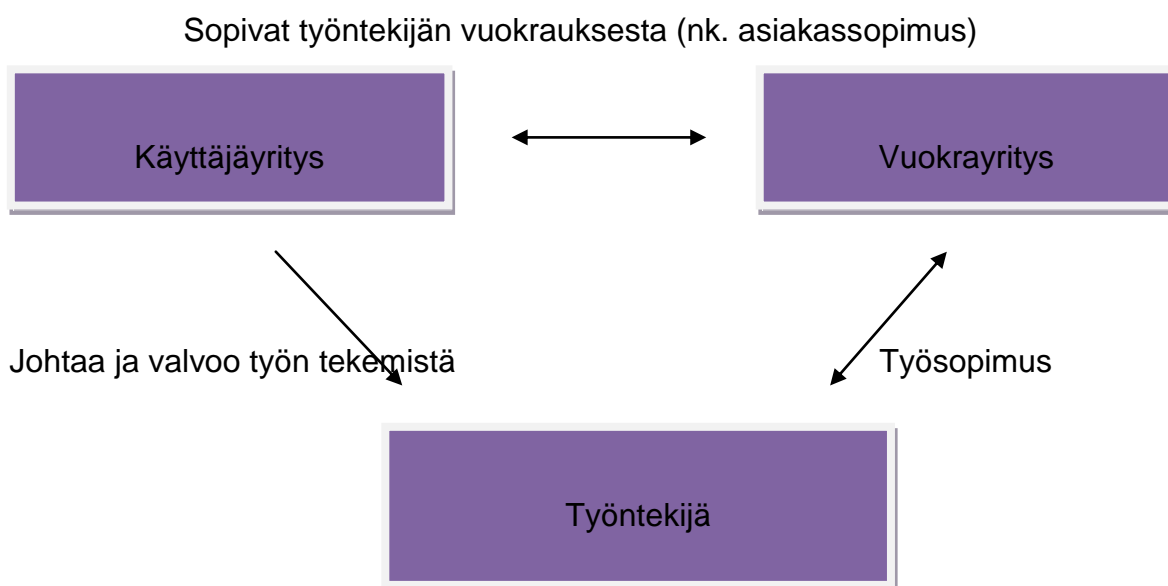 Sopivat työntekijän vuokrauksesta (nk. asiakassopimus)
Käyttäjäyritys
Vuokrayritys
Johtaa ja valvoo työn tekemistä
Työsopimus
Työntekijä